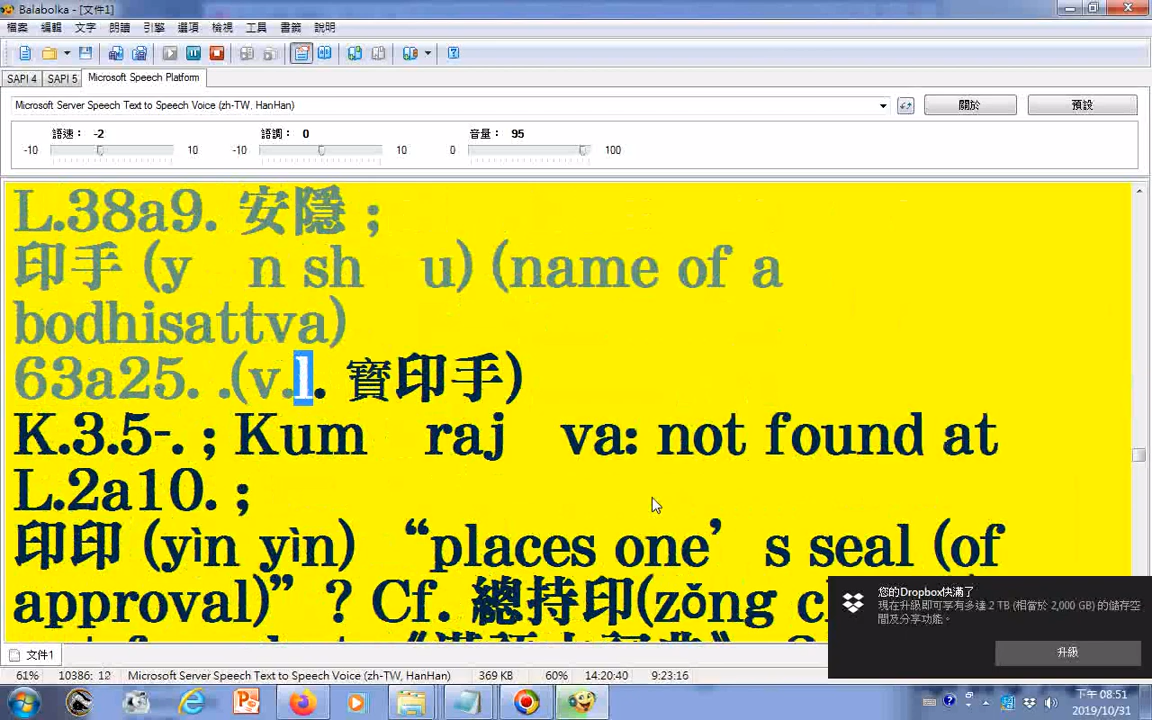 Balabolka - [文件1]
檔案 編輯 文字 朗讀 引擎 選項 檢視 工具 書籤 說明
SAPI 4 SAPI 5 Microsoft Speech Platform
Microsoft Server Speech Text to Speech Voice (zh-TW, HanHan) 關於 預設
語速： -2 語調： 0 音量： 95
-10 10 -10 10 0 100
L.38a9. 安隱 ;
印手 (y n sh u) (name of a
bodhisattva)
63a25. .(v.l. 寶印手)
K.3.5-. ; Kum raj va: not found at
L.2a10. ;
印印 (yìn yìn) “places one’s seal (of
approval)”? Cf. 總持印(zǒng c
您的Dropbox快滿了
現在升級即可享有多達 2 TB (相當於 2,000 GB) 的儲存空
間及分享功能。
升級
文件1
61% 10386: 12 Microsoft Server Speech Text to Speech Voice (zh-TW, HanHan) 369 KB 60% 14:20:40 9:23:16
下午 08:51
2019/10/31